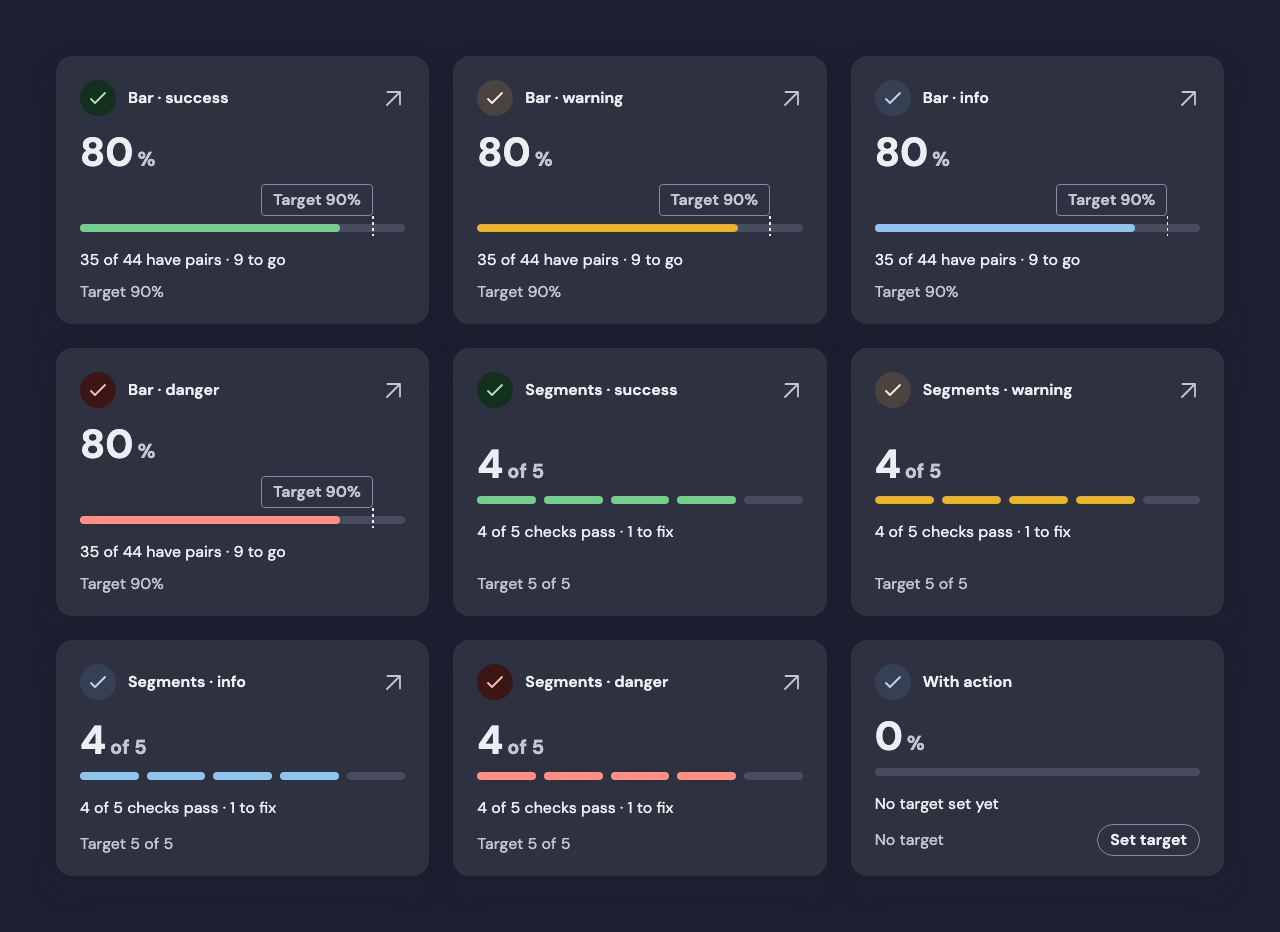 Bar · success
80 %
Target 90%
35 of 44 have pairs · 9 to go
Target 90%
Bar · warning
80 %
Target 90%
35 of 44 have pairs · 9 to go
Target 90%
Bar · info
80 %
Target 90%
35 of 44 have pairs · 9 to go
Target 90%
Bar · danger
80 %
Target 90%
35 of 44 have pairs · 9 to go
Target 90%
Segments · success
4 of 5
4 of 5 checks pass · 1 to fix
Target 5 of 5
Segments · warning
4 of 5
4 of 5 checks pass · 1 to fix
Target 5 of 5
Segments · info
4 of 5
4 of 5 checks pass · 1 to fix
Target 5 of 5
Segments · danger
4 of 5
4 of 5 checks pass · 1 to fix
Target 5 of 5
With action
0 %
No target set yet
No target
Set target